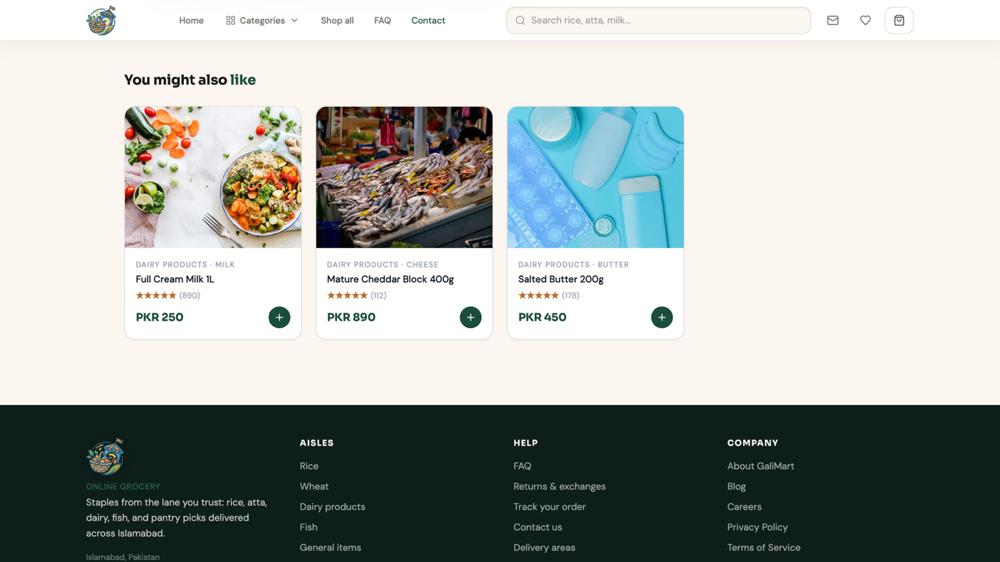 Home
Categories
Shop all
FAQ
Contact
Search rice, atta, milk...
You might also like
DAIRY PRODUCTS · MILK
Full Cream Milk 1L
★★★★★ (890)
PKR 250
DAIRY PRODUCTS · CHEESE
Mature Cheddar Block 400g
★★★★★ (112)
PKR 890
DAIRY PRODUCTS · BUTTER
Salted Butter 200g
★★★★★ (178)
PKR 450
ONLINE GROCERY
Staples from the lane you trust: rice, atta,
dairy, fish, and pantry picks delivered
across Islamabad.
Islamabad, Pakistan
AISLES
Rice
Wheat
Dairy products
Fish
General items
HELP
FAQ
Returns & exchanges
Track your order
Contact us
Delivery areas
COMPANY
About GaliMart
Blog
Careers
Privacy Policy
Terms of Service